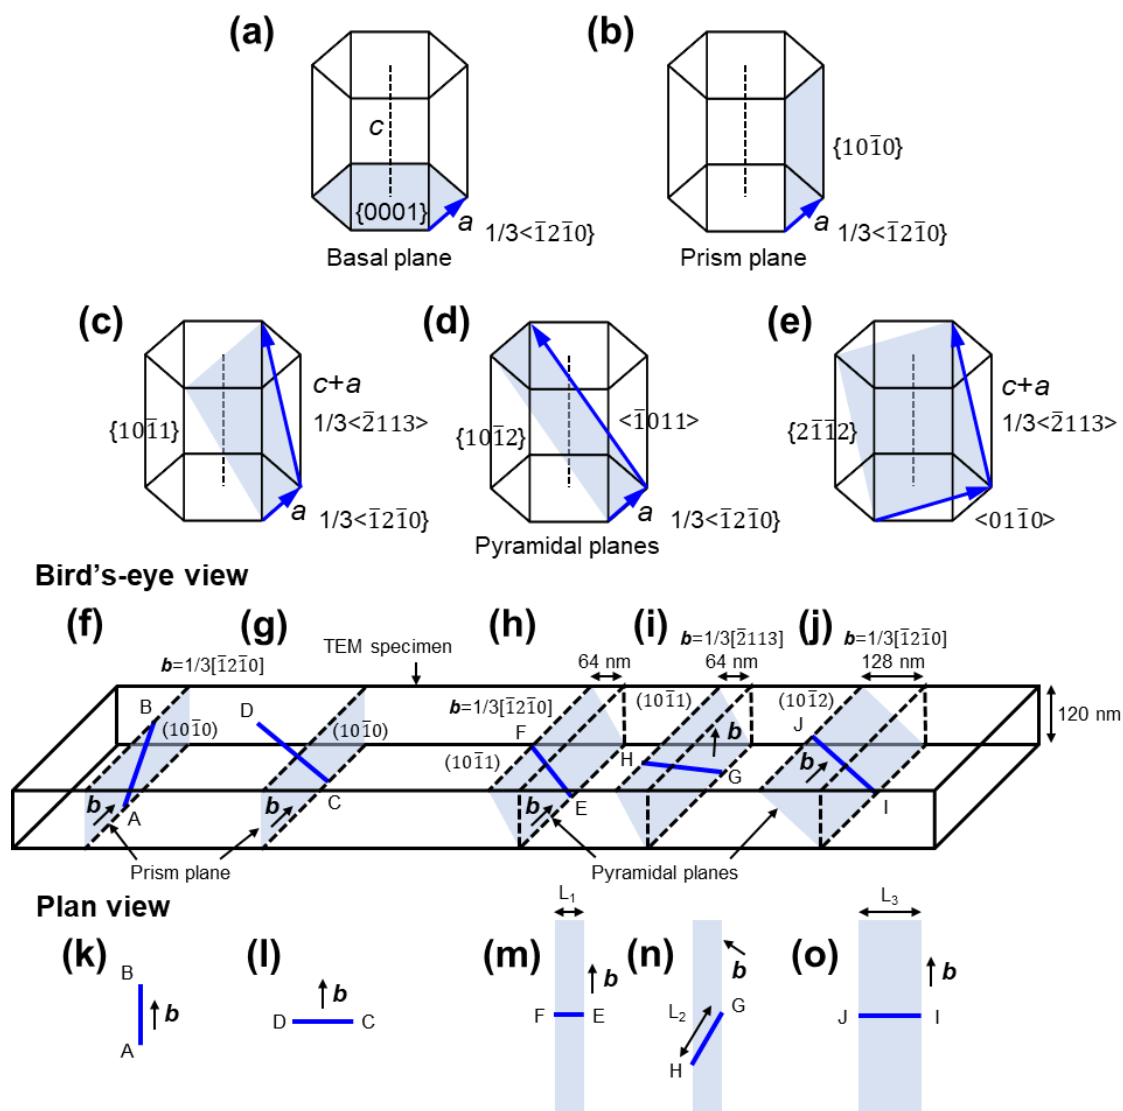 (a)
(b)
c
{0001}
a
1/3<1̅21̅0}
Basal plane
{101̅0}
a
1/3<1̅21̅0}
Prism plane
(c)
(d)
(e)
{101̅1}
c+a
1/3<2̅113>
a
1/3<1̅21̅0}
{101̅2}
<1̅011>
a
1/3<1̅21̅0}
{21̅1̅2}
c+a
1/3<2̅113>
<011̅0>
Pyramidal planes
Bird’s-eye view
(f)
(g)
(h)
(i)
(j)
TEM specimen
b=1/3[1̅21̅0]
b=1/3[2̅113]
b=1/3[1̅21̅0]
64 nm
64 nm
128 nm
b=1/3[1̅21̅0]
B
D
(101̅0)
(101̅0)
F
(101̅1)
(101̅1)
H
b
G
(101̅2)
J
b
I
120 nm
b
A
b
C
b
E
Prism plane
Pyramidal planes
Plan view
L1
L3
(k)
(l)
(m)
(n)
(o)
B
b
A
D
b
C
F
b
E
b
G
L2
H
J
b
I